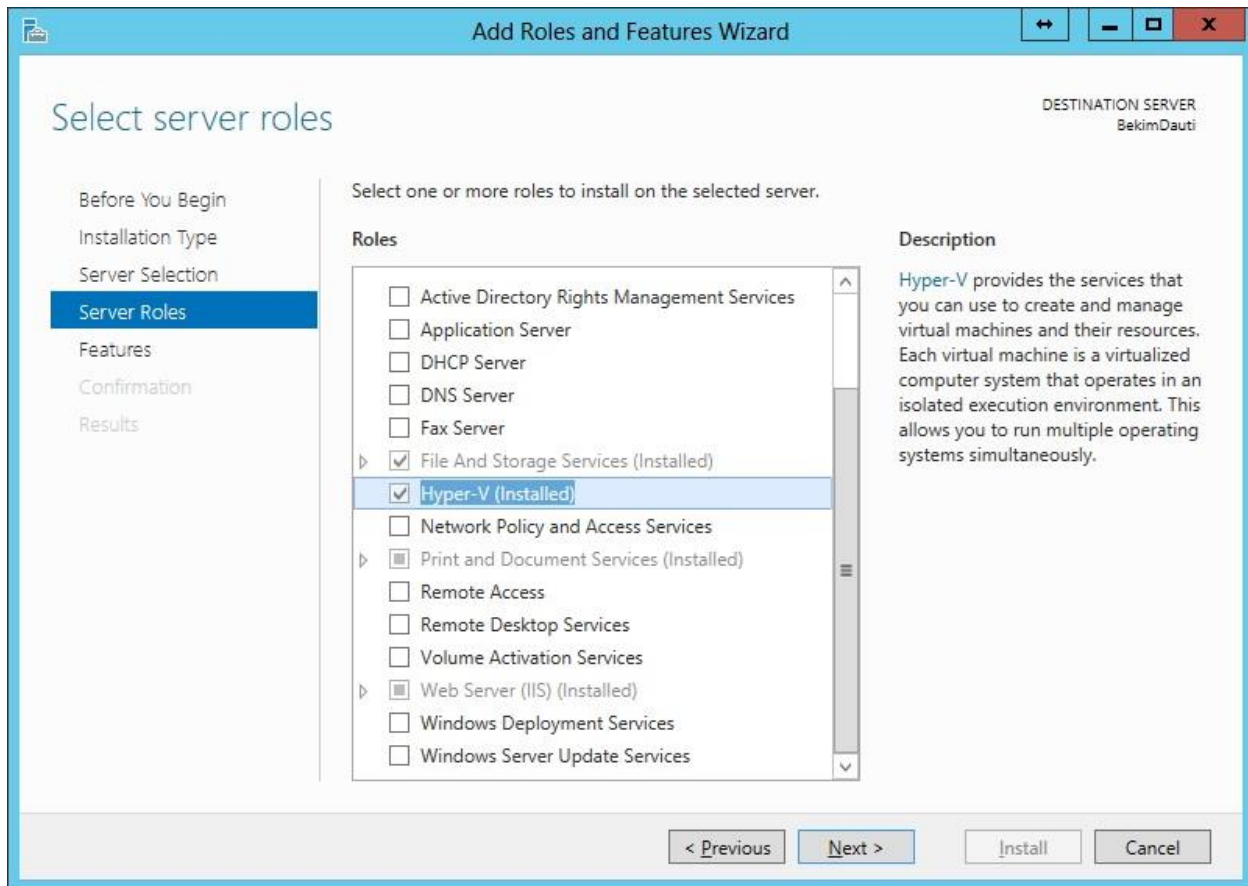 Add Roles and Features Wizard
Select server roles
DESTINATION SERVER
BekimDauti
Before You Begin
Installation Type
Server Selection
Server Roles
Features
Confirmation
Results
Select one or more roles to install on the selected server.
Roles
Active Directory Rights Management Services
Application Server
DHCP Server
DNS Server
Fax Server
File And Storage Services (Installed)
Hyper-V (Installed)
Network Policy and Access Services
Print and Document Services (Installed)
Remote Access
Remote Desktop Services
Volume Activation Services
Web Server (IIS) (Installed)
Windows Deployment Services
Windows Server Update Services
Description
Hyper-V provides the services that
you can use to create and manage
virtual machines and their resources.
Each virtual machine is a virtualized
computer system that operates in an
isolated execution environment. This
allows you to run multiple operating
systems simultaneously.
< Previous
Next >
Install
Cancel